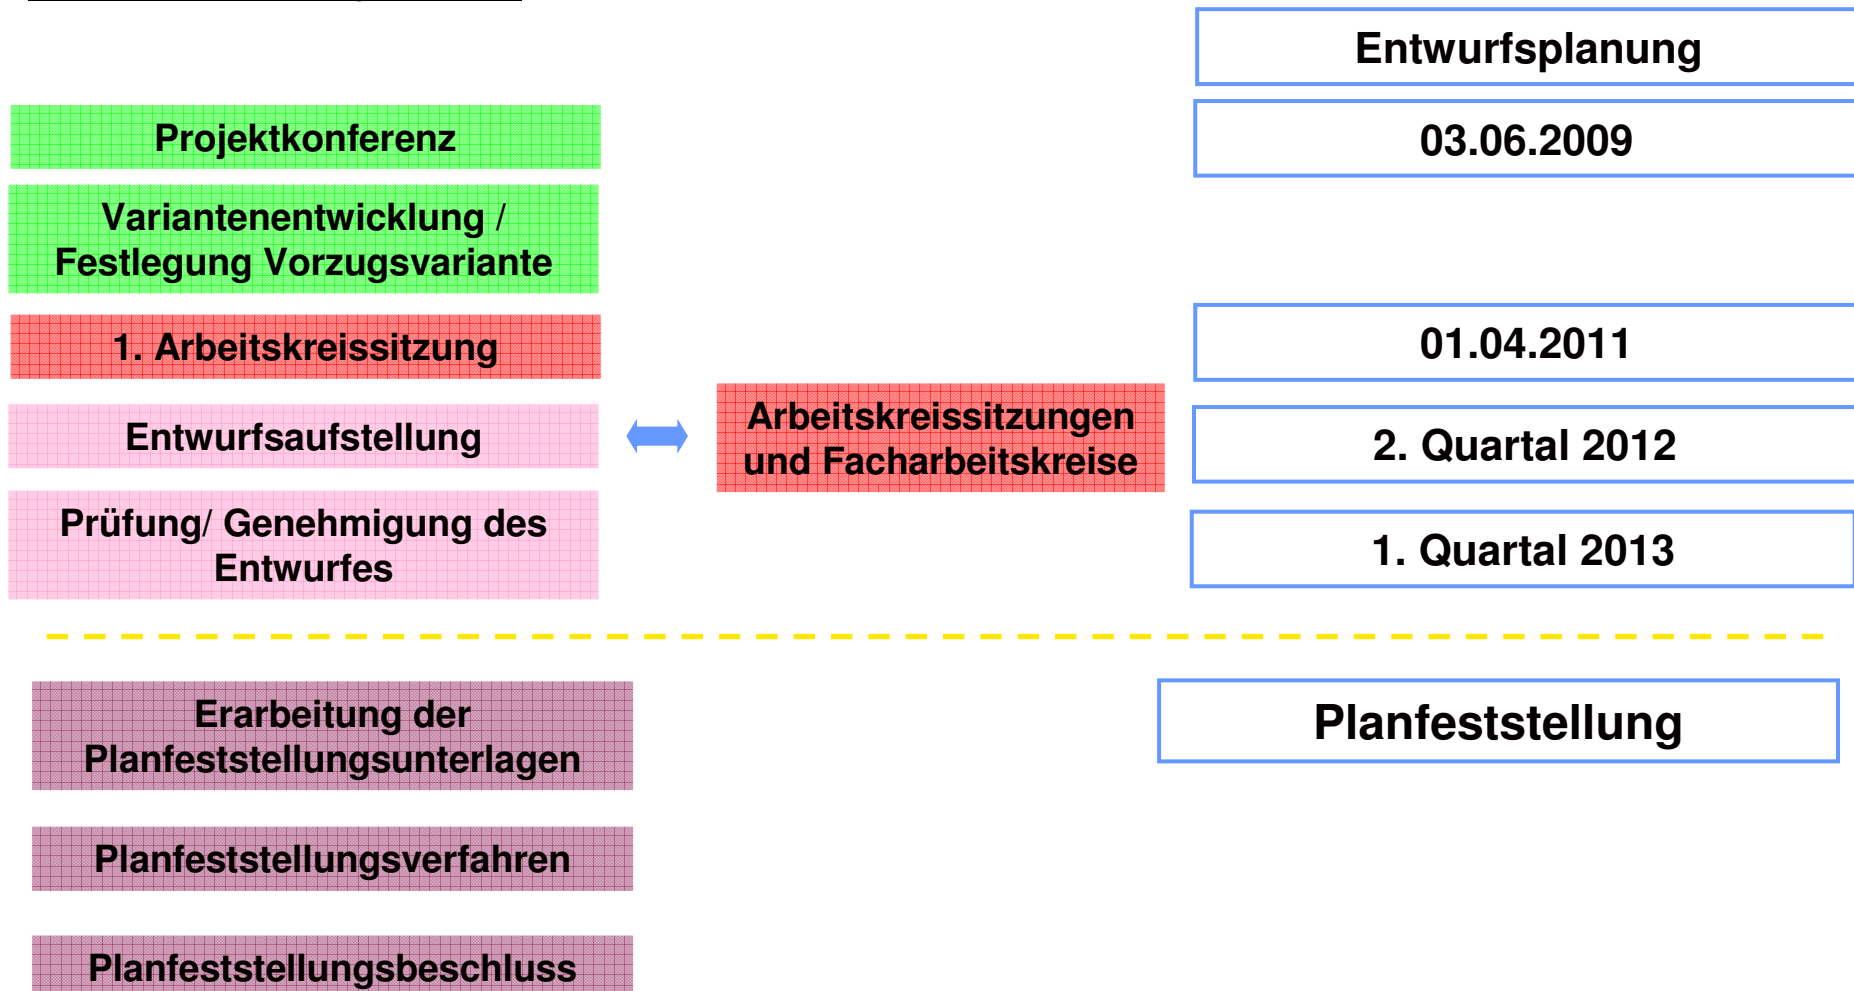 Entwurfsplanung
Projektkonferenz
03.06.2009
Variantenentwicklung /
Festlegung Vorzugsvariante
1. Arbeitskreissitzung
01.04.2011
Entwurfsaufstellung
Arbeitskreissitzungen
und Facharbeitskreise
2. Quartal 2012
Prüfung/ Genehmigung des
Entwurfes
1. Quartal 2013
Erarbeitung der
Planfeststellungsunterlagen
Planfeststellung
Planfeststellungsverfahren
Planfeststellungsbeschluss